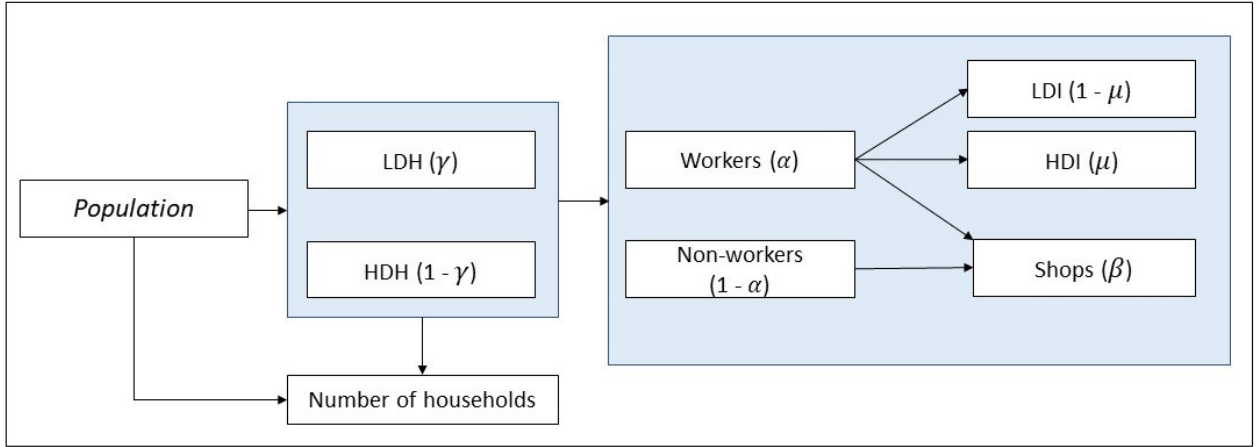 Population
LDH (γ)
HDH (1 - γ)
Number of households
Workers (α)
Non-workers
(1 - α)
LDI (1 - μ)
HDI (μ)
Shops (β)